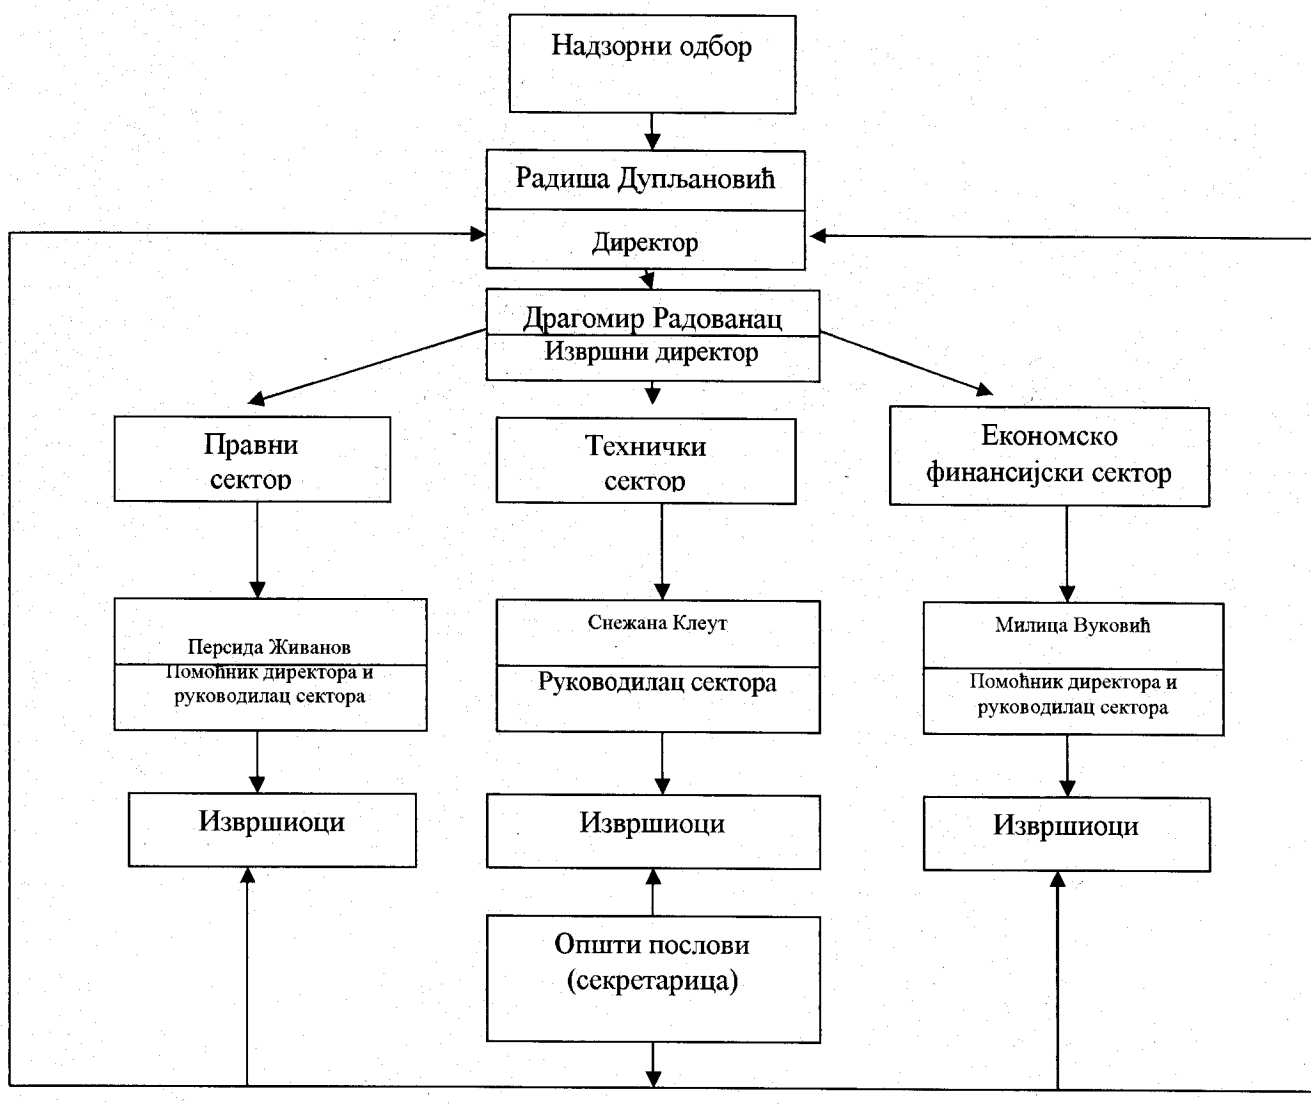 Надзорни одбор
Радиша Дупљановић
Директор
Драгомир Радованац
Извршни директор
Правни
сектор
Технички
сектор
Економско
финансијски сектор
Персида Живанов
Помоћник директора и
руководилац сектора
Снежана Клеут
Руководилац сектора
Милица Вуковић
Помоћник директора и
руководилац сектора
Извршиоци
Извршиоци
Извршиоци
Општи послови
(секретарица)